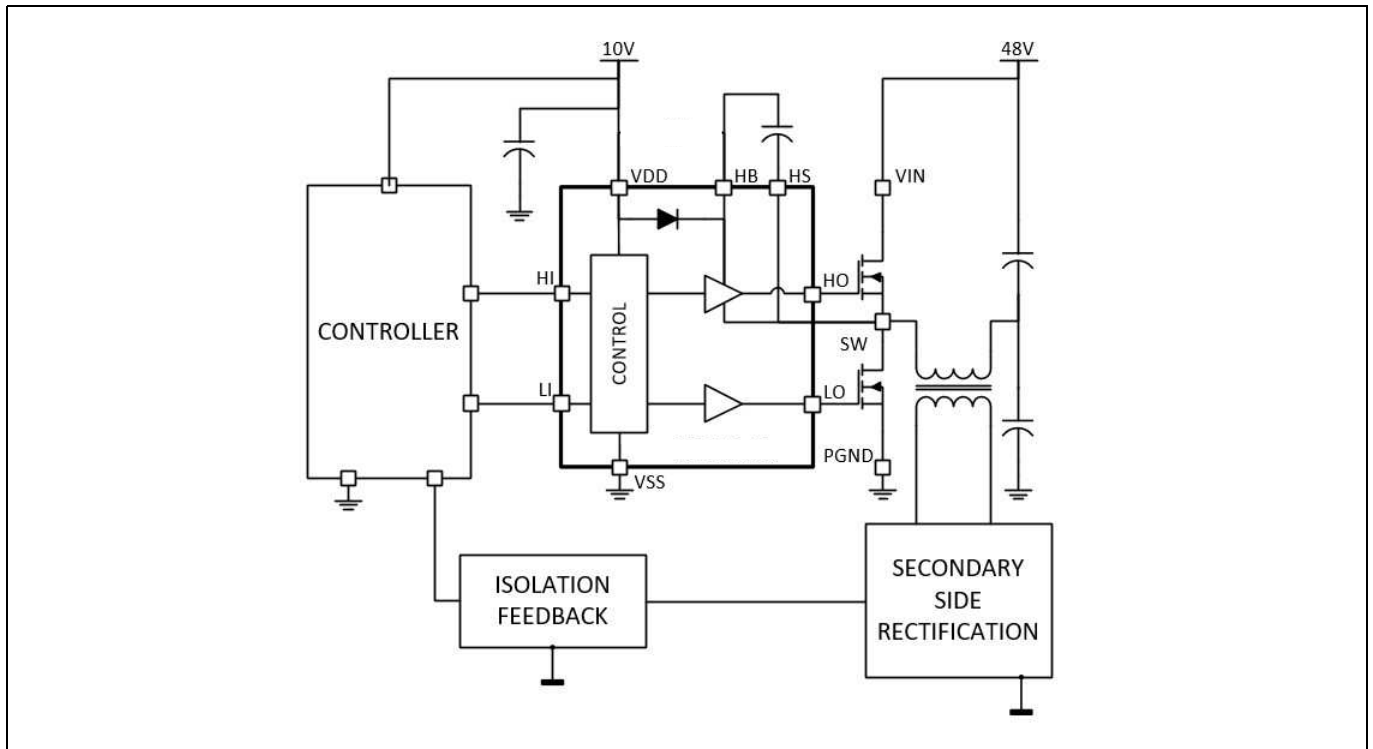 10V
48V
VDD
HB
HS
VIN
HI
HO
CONTROLLER
CONTROL
SW
LI
LO
PGND
VSS
ISOLATION
FEEDBACK
SECONDARY
SIDE
RECTIFICATION